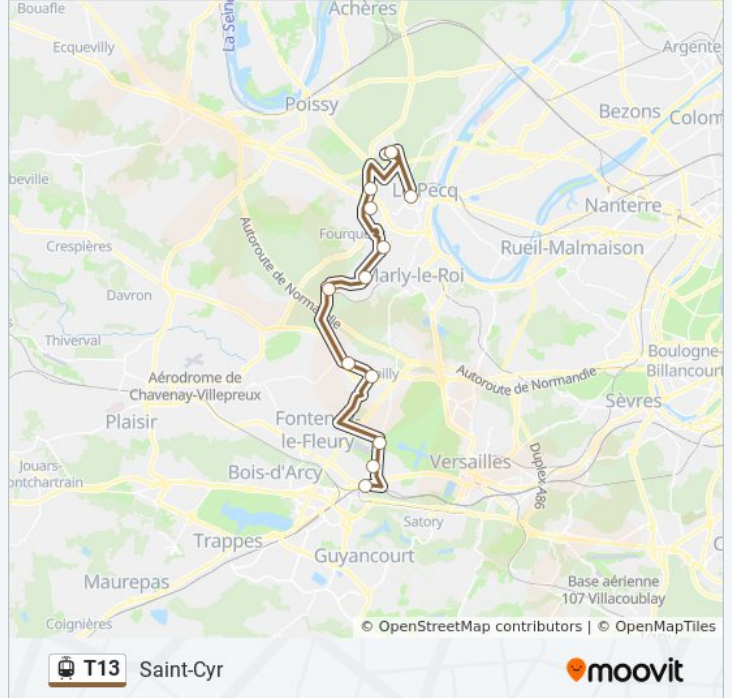 Bouafle
Achères
La Sein
Ecquevilly
Argente
Poissy
Bezons
Colom
beville
Le Pecq
Nanterre
Crespières
Fourqu
Rueil-Malmaison
Autoroute de Normandie
Marly-le-Roi
Davron
Thiverval
Boulogne-
Billancourt
Aérodrome de
Chavenay-Villepreux
illy
Autoroute de Normandie
Sèvres
Plaisir
Fonten
le-Fleury
Jouars-
ontchartrain
Bois-d'Arcy
Versailles
Duplex A86
Satory
Trappes
Guyancourt
Maurepas
Base aérienne
107 Villacoublay
Coignières
© OpenStreetMap contributors | © OpenMapTiles
T13 Saint-Cyr
moovit